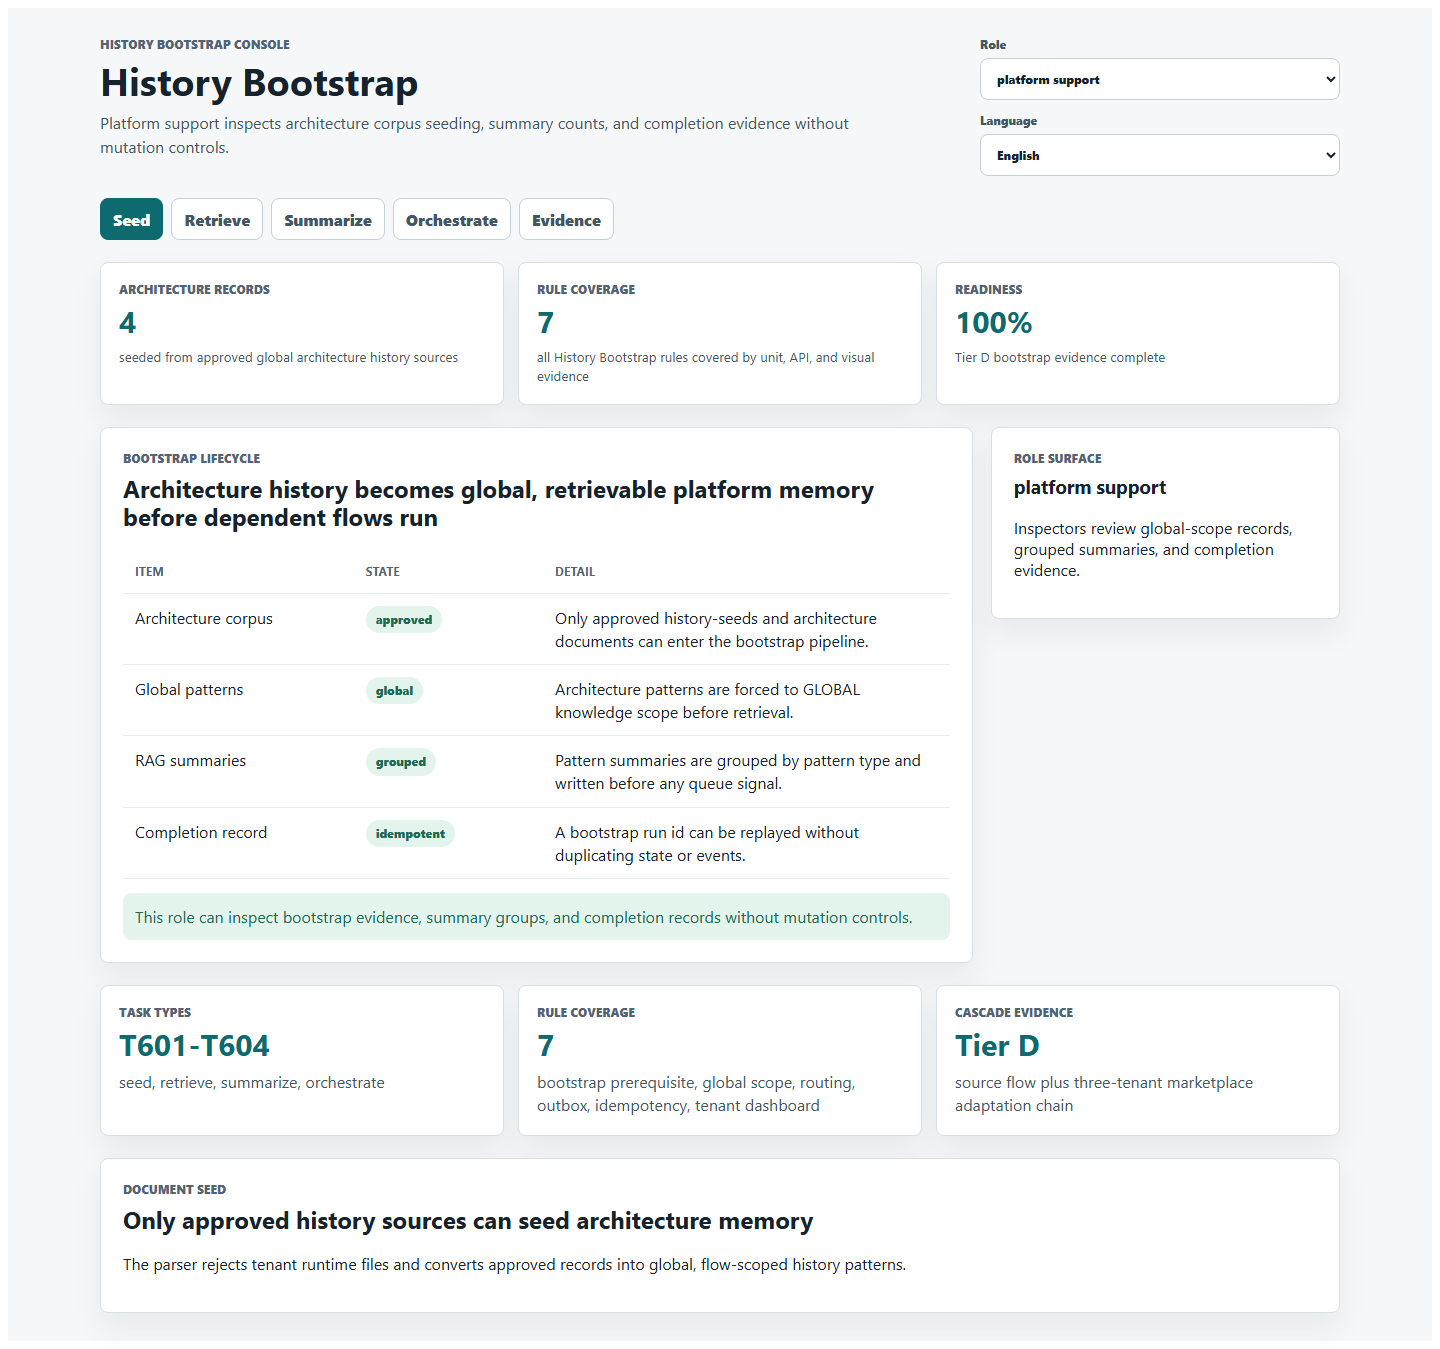 HISTORY BOOTSTRAP CONSOLE
History Bootstrap
Platform support inspects architecture corpus seeding, summary counts, and completion evidence without
mutation controls.
Role
platform support
Language
English
Seed
Retrieve
Summarize
Orchestrate
Evidence
ARCHITECTURE RECORDS
4
seeded from approved global architecture history sources
RULE COVERAGE
7
all History Bootstrap rules covered by unit, API, and visual
evidence
READINESS
100%
Tier D bootstrap evidence complete
BOOTSTRAP LIFECYCLE
Architecture history becomes global, retrievable platform memory
before dependent flows run
ITEM STATE DETAIL
Architecture corpus
approved
Only approved history-seeds and architecture
documents can enter the bootstrap pipeline.
Global patterns
global
Architecture patterns are forced to GLOBAL
knowledge scope before retrieval.
RAG summaries
grouped
Pattern summaries are grouped by pattern type and
written before any queue signal.
Completion record
idempotent
A bootstrap run id can be replayed without
duplicating state or events.
This role can inspect bootstrap evidence, summary groups, and completion records without mutation controls.
ROLE SURFACE
platform support
Inspectors review global-scope records,
grouped summaries, and completion
evidence.
TASK TYPES
T601-T604
seed, retrieve, summarize, orchestrate
RULE COVERAGE
7
bootstrap prerequisite, global scope, routing,
outbox, idempotency, tenant dashboard
CASCADE EVIDENCE
Tier D
source flow plus three-tenant marketplace
adaptation chain
DOCUMENT SEED
Only approved history sources can seed architecture memory
The parser rejects tenant runtime files and converts approved records into global, flow-scoped history patterns.